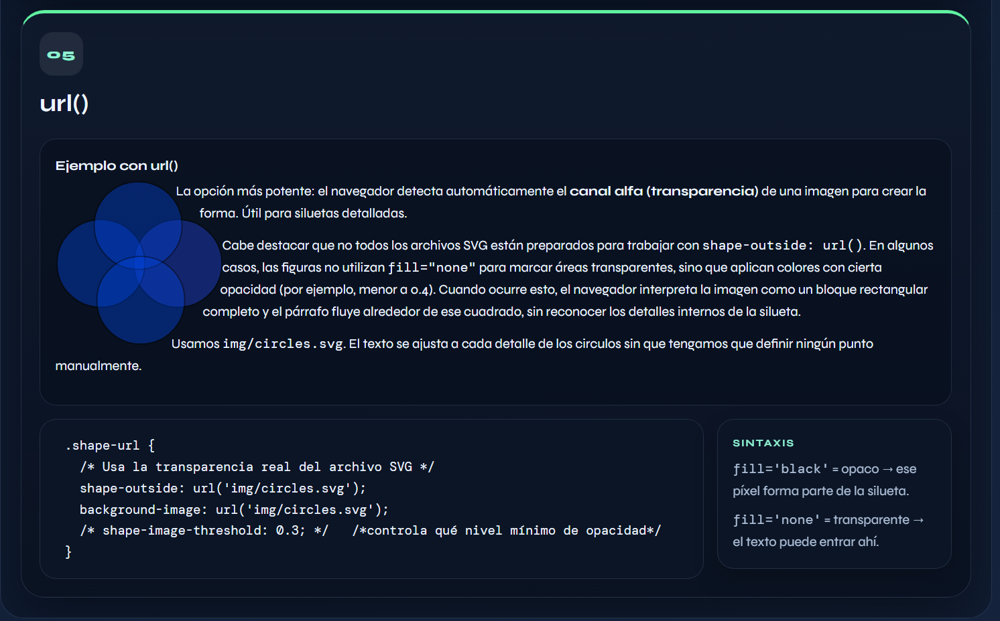 05
url()
Ejemplo con url()
La opción más potente: el navegador detecta automáticamente el canal alfa (transparencia) de una imagen para crear la
forma. Útil para siluetas detalladas.
Cabe destacar que no todos los archivos SVG están preparados para trabajar con shape-outside: url(). En algunos
casos, las figuras no utilizan fill="none" para marcar áreas transparentes, sino que aplican colores con cierta
opacidad (por ejemplo, menor a 0.4). Cuando ocurre esto, el navegador interpreta la imagen como un bloque rectangular
completo y el párrafo fluye alrededor de ese cuadrado, sin reconocer los detalles internos de la silueta.
Usamos img/circles.svg. El texto se ajusta a cada detalle de los circulos sin que tengamos que definir ningún punto
manualmente.
.shape-url {
  /* Usa la transparencia real del archivo SVG */
  shape-outside: url('img/circles.svg');
  background-image: url('img/circles.svg');
  /* shape-image-threshold: 0.3; */   /*controla qué nivel mínimo de opacidad*/
}
SINTAXIS
fill='black' = opaco → ese
píxel forma parte de la silueta.
fill='none' = transparente →
el texto puede entrar ahí.